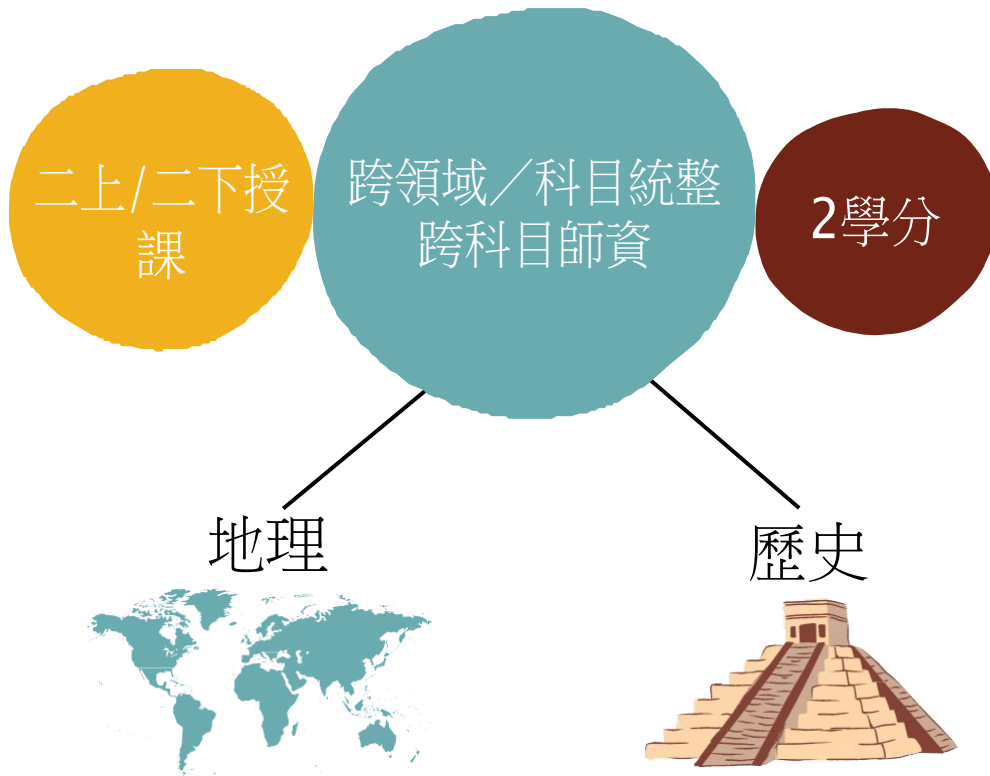 二上/二下授
課
跨領域／科目統整
跨科目師資
2學分
地理
歷史